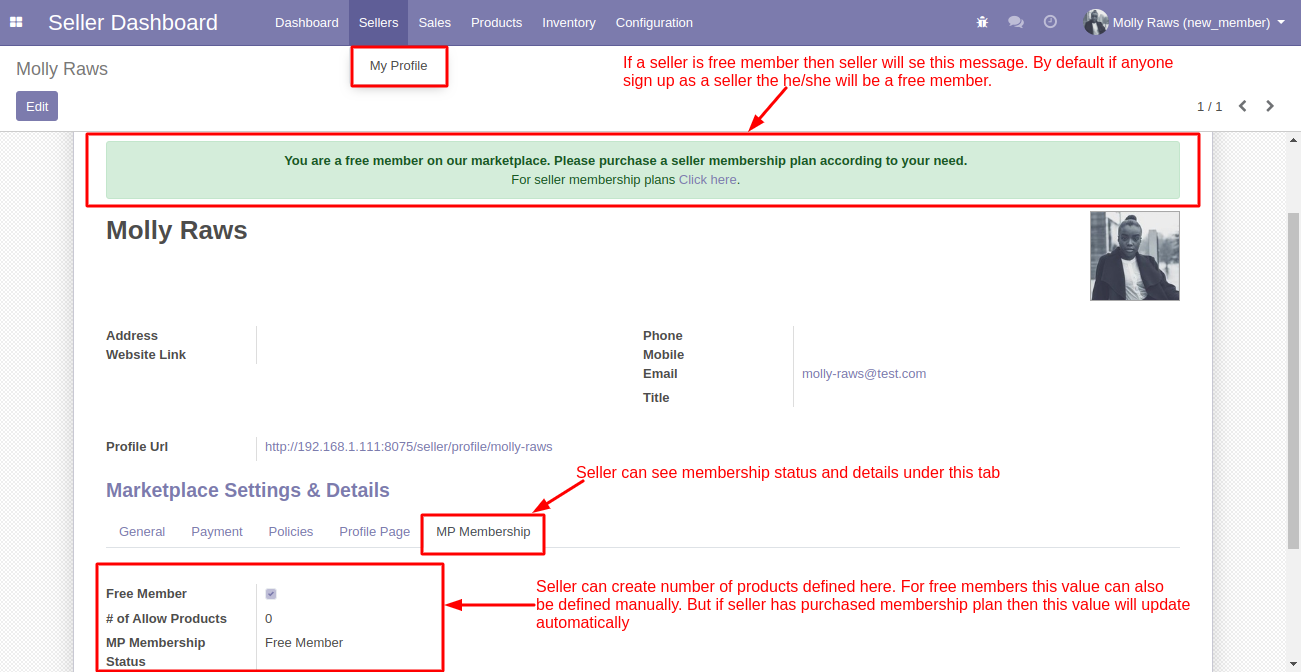 Seller Dashboard
Dashboard
Sellers
Sales
Products
Inventory
Configuration
Molly Raws (new_member)
Molly Raws
My Profile
If a seller is free member then seller will se this message. By default if anyone
sign up as a seller the he/she will be a free member.
Edit
1 / 1
You are a free member on our marketplace. Please purchase a seller membership plan according to your need.
For seller membership plans Click here.
Molly Raws
Address
Website Link
Phone
Mobile
Email molly-raws@test.com
Title
Profile Url http://192.168.1.111:8075/seller/profile/molly-raws
Seller can see membership status and details under this tab
Marketplace Settings & Details
General
Payment
Policies
Profile Page
MP Membership
Free Member
# of Allow Products 0
MP Membership Free Member
Status
Seller can create number of products defined here. For free members this value can also
be defined manually. But if seller has purchased membership plan then this value will update
automatically